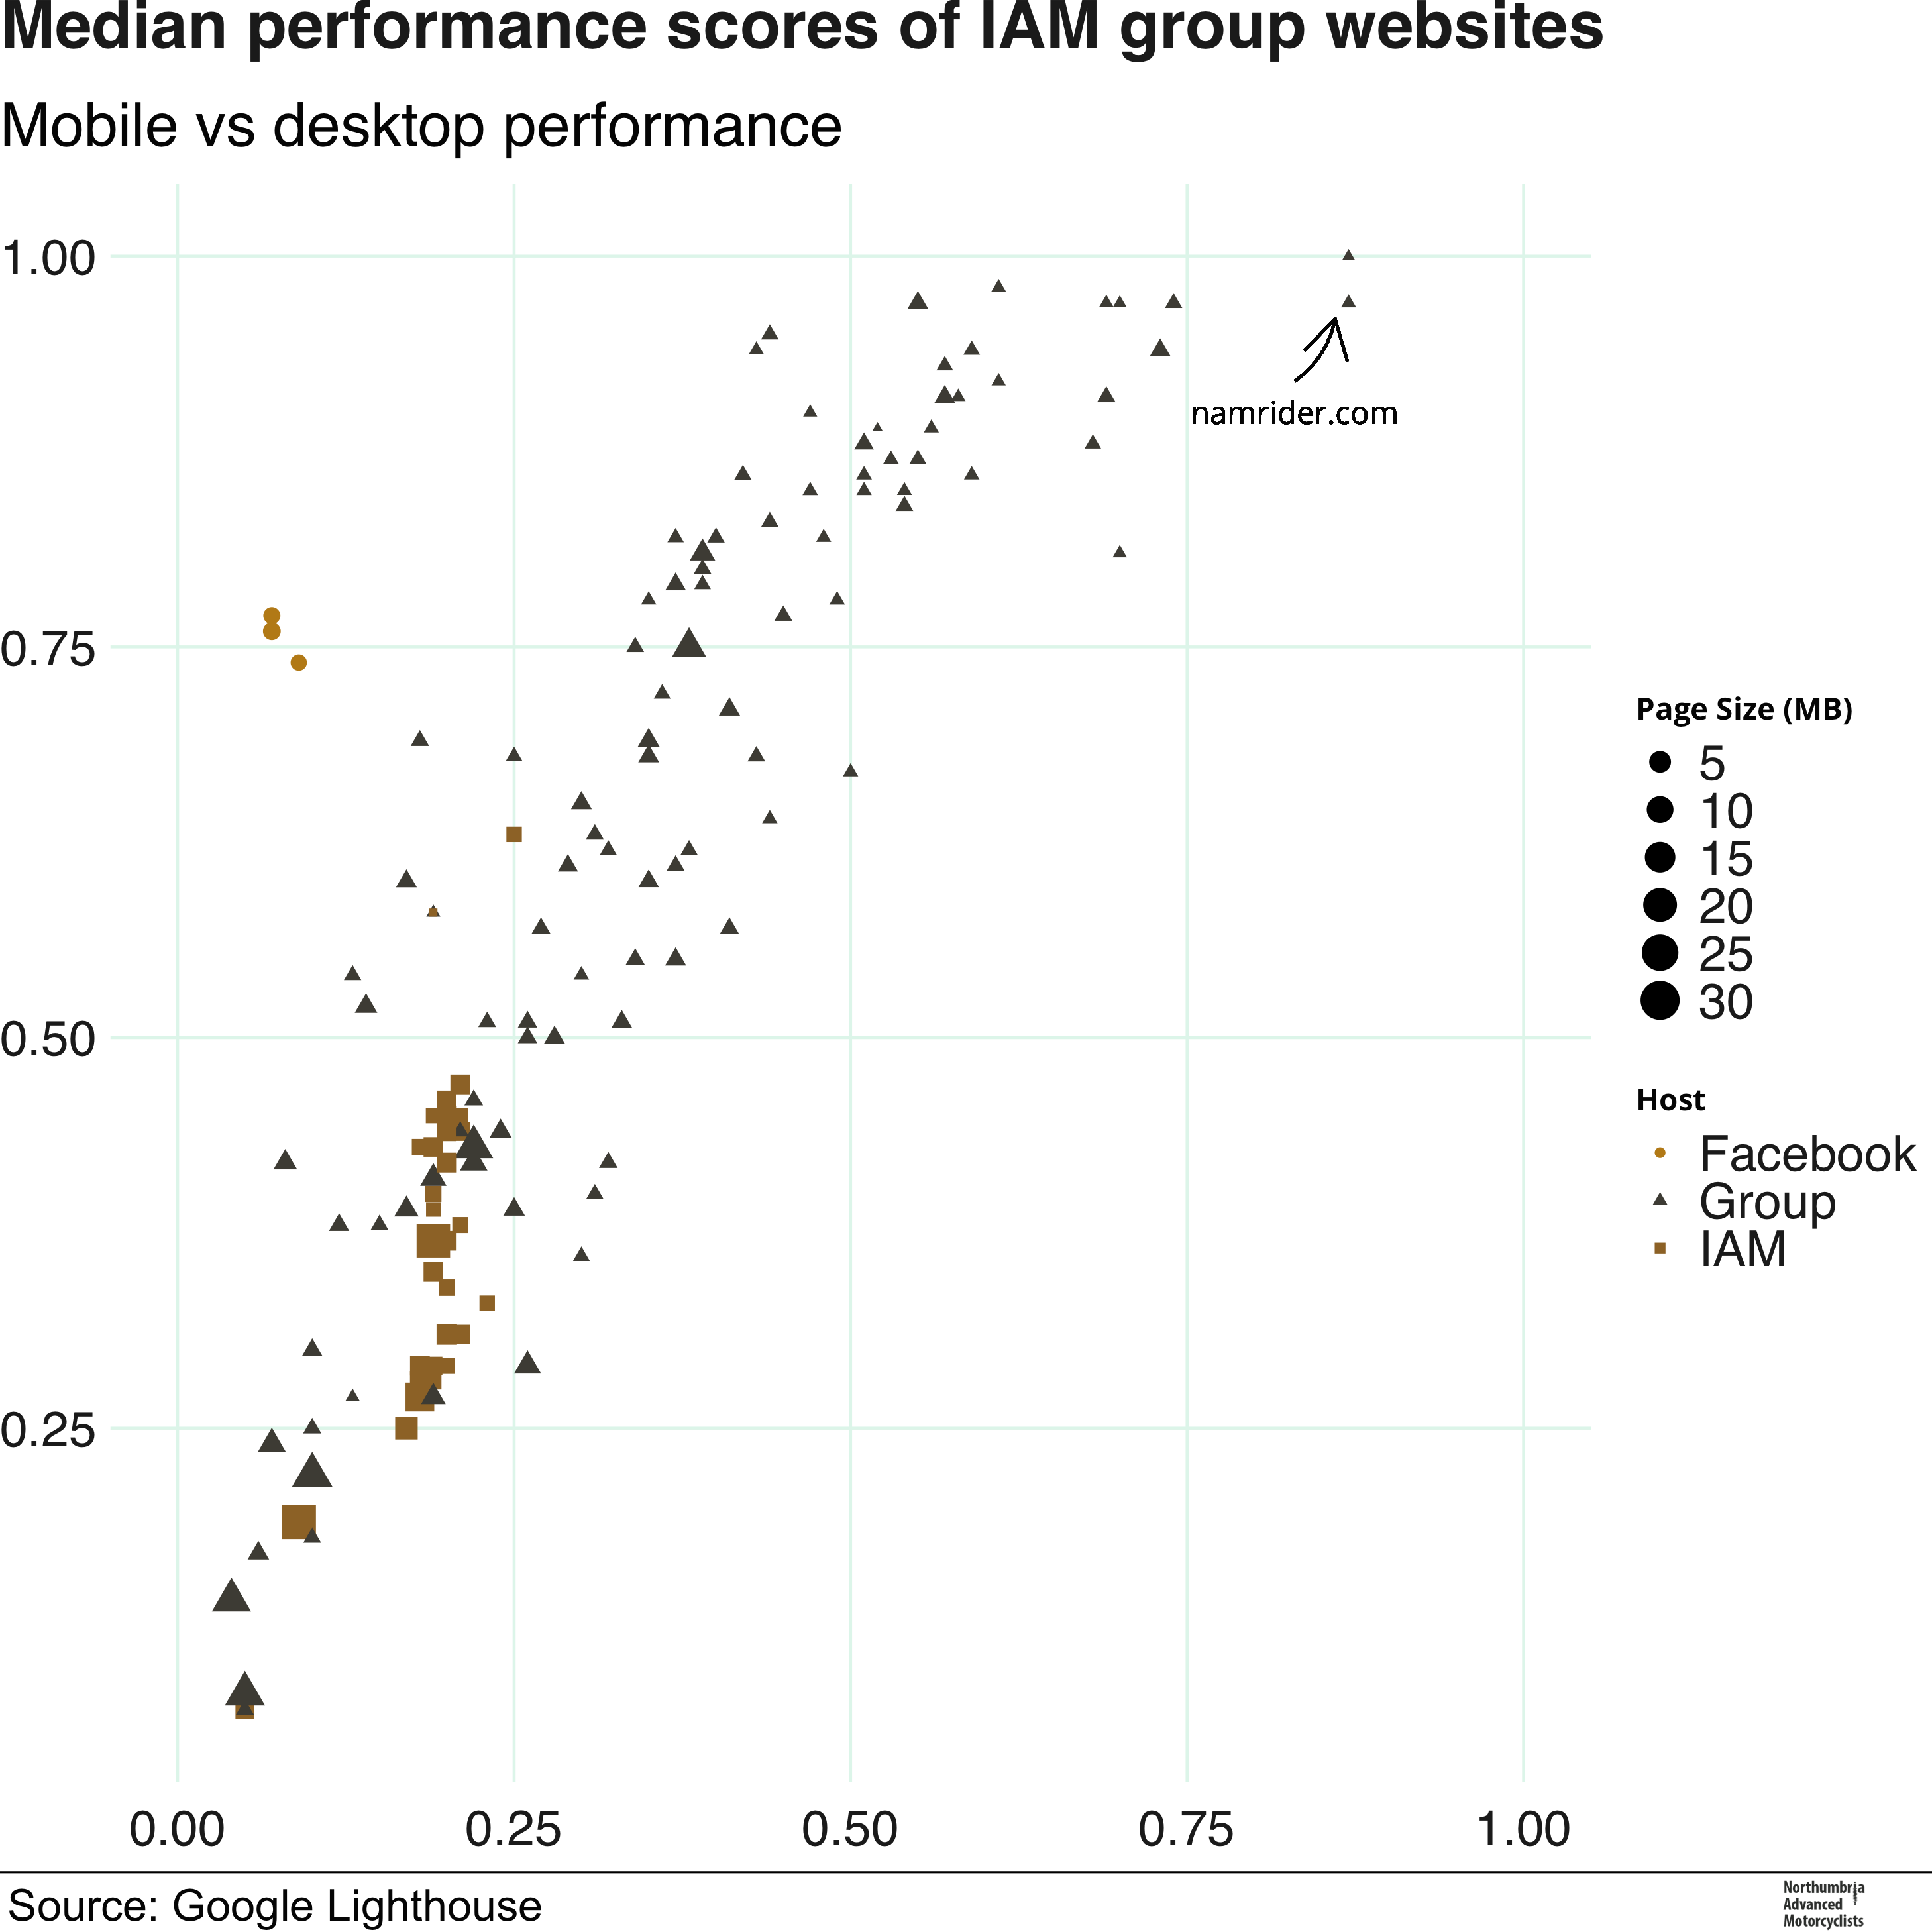 Median performance scores of IAM group websites
Mobile vs desktop performance
1.00
0.75
0.50
0.25
namrider.com
Page Size (MB)
5
10
15
20
25
30
Host
Facebook
Group
IAM
0.00 0.25 0.50 0.75 1.00
Source: Google Lighthouse
Northumbria
Advanced
Motorcyclists